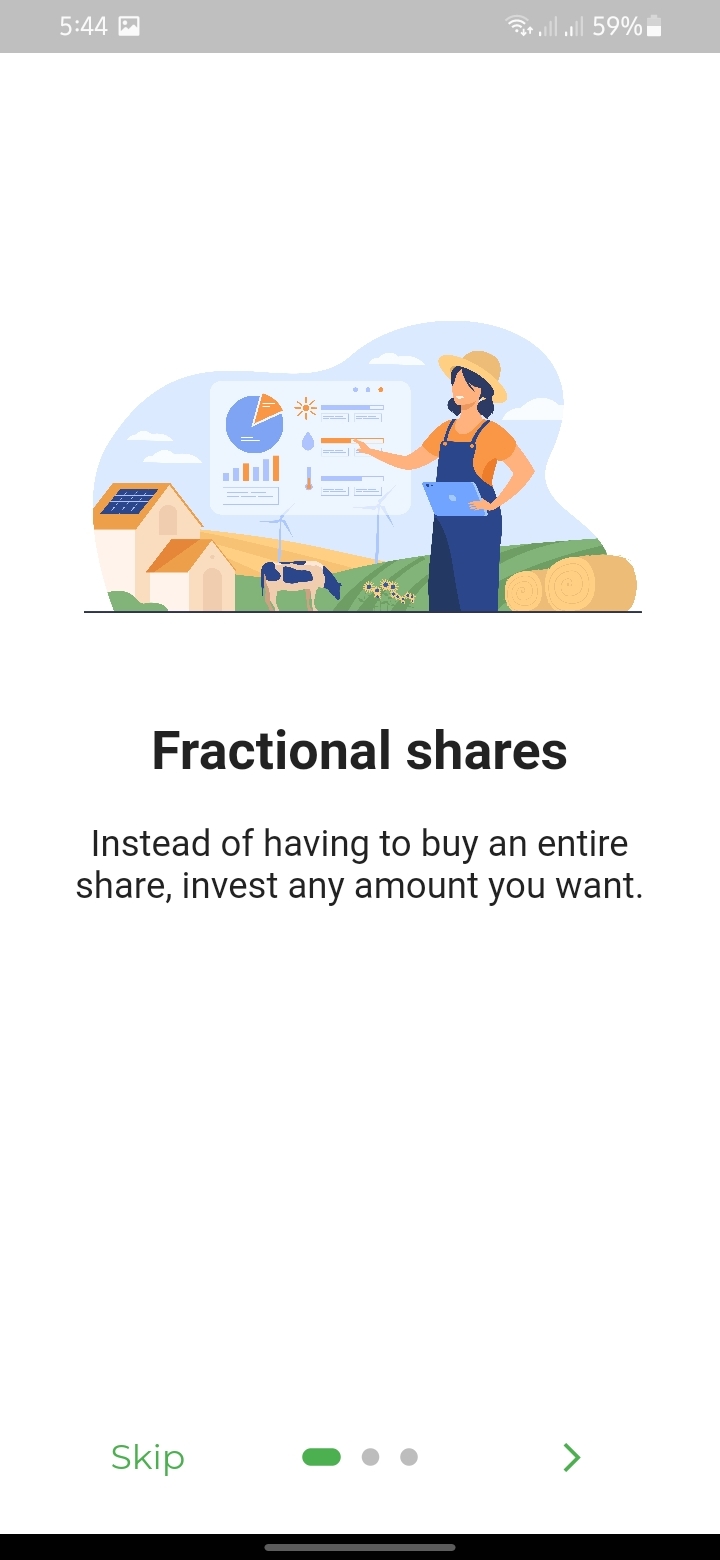 5:44
59%
Fractional shares
Instead of having to buy an entire
share, invest any amount you want.
Skip